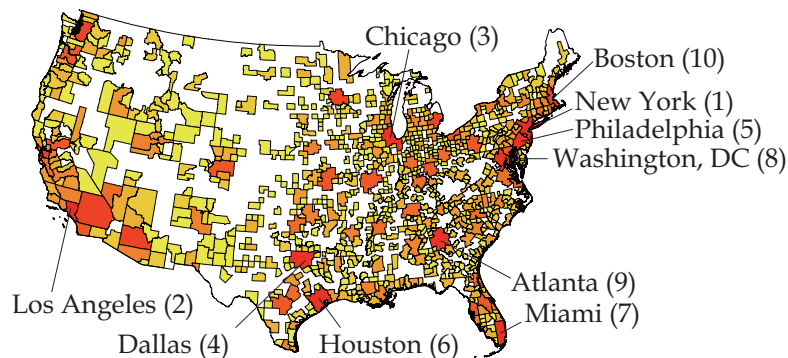 Chicago (3)
Boston (10)
New York (1)
Philadelphia (5)
Washington, DC (8)
Atlanta (9)
Los Angeles (2)
Miami (7)
Dallas (4)
Houston (6)